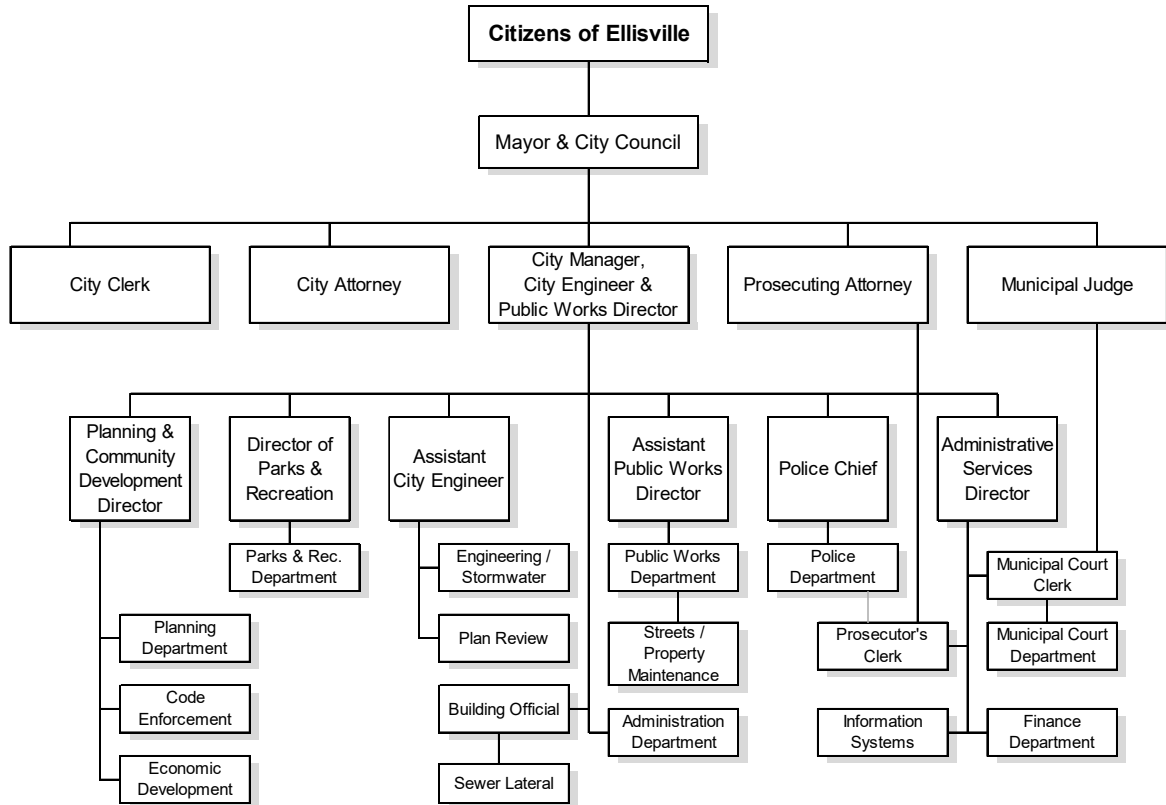 Citizens of Ellisville
Mayor & City Council
City Clerk
City Attorney
City Manager,
City Engineer &
Public Works Director
Prosecuting Attorney
Municipal Judge
Planning &
Community
Development
Director
Director of
Parks &
Recreation
Assistant
City Engineer
Assistant
Public Works
Director
Police Chief
Administrative
Services
Director
Parks & Rec.
Department
Engineering /
Stormwater
Public Works
Department
Police
Department
Municipal Court
Clerk
Planning
Department
Plan Review
Streets /
Property
Maintenance
Prosecutor's
Clerk
Municipal Court
Department
Code
Enforcement
Building Official
Administration
Department
Information
Systems
Finance
Department
Economic
Development
Sewer Lateral